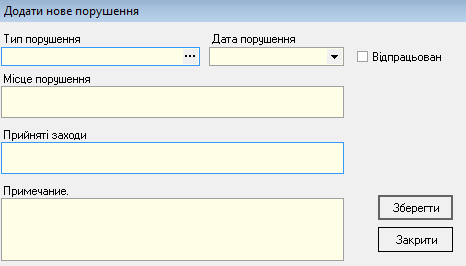 Додати нове порушення
Тип порушення
Дата порушення
Відпрацьован
Місце порушення
Прийняті заходи
Примечание.
Зберегти
Закрити